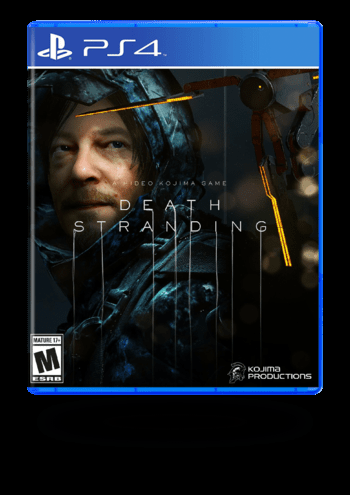 PS4
A HIDEO KOJIMA GAME
DEATH
STRANDING
MATURE 17+
M
ESRB
KOJIMA
PRODUCTIONS